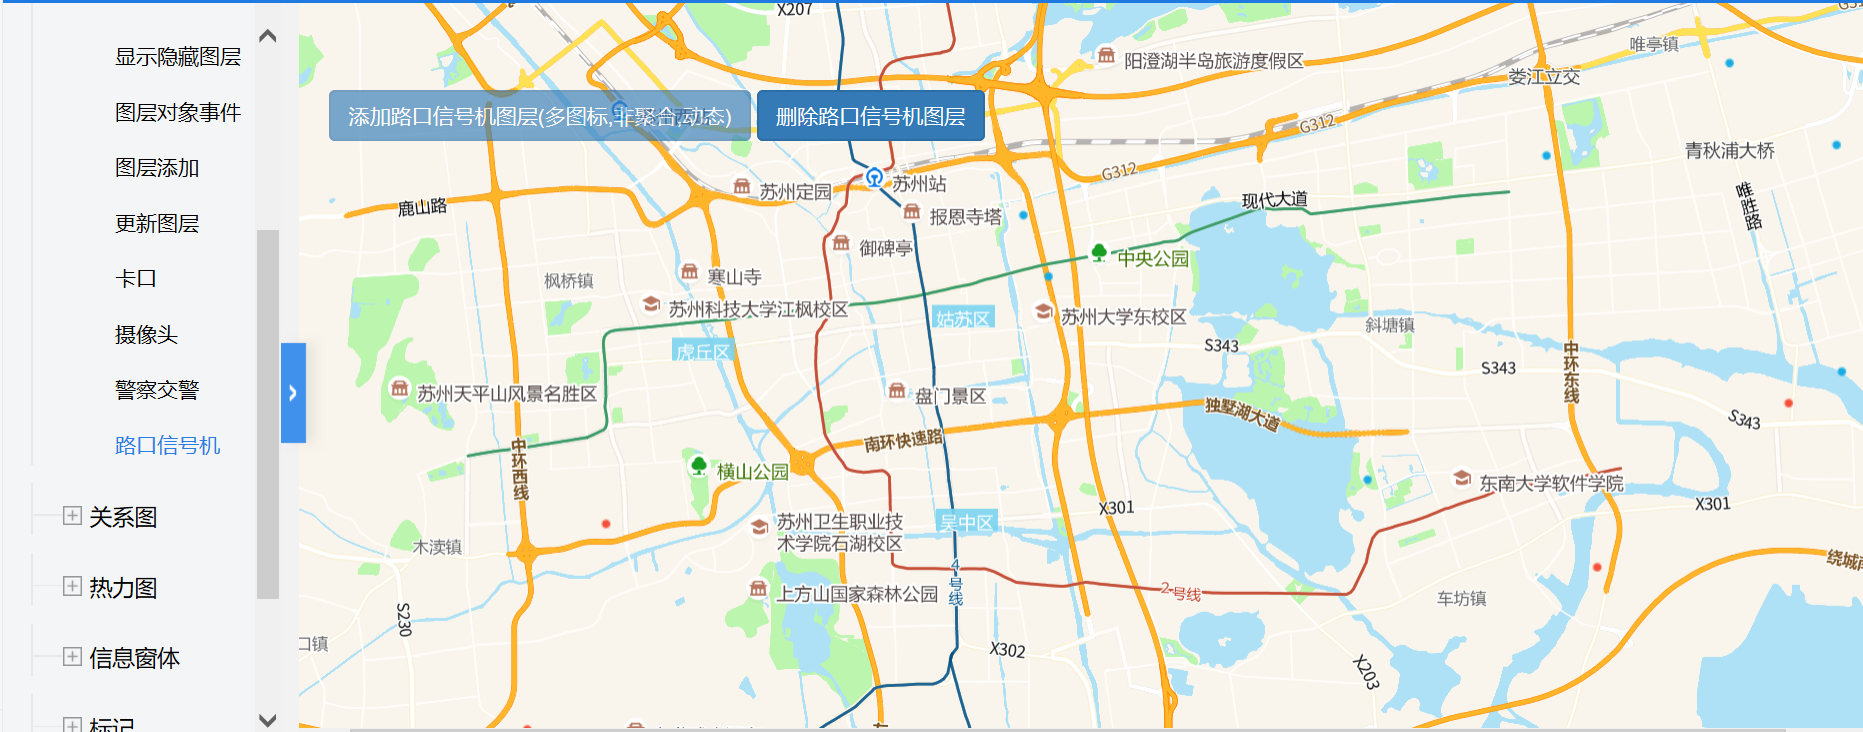 显示隐藏图层
图层对象事件
图层添加
更新图层
卡口
摄像头
警察交警
路口信号机
关系图
热力图
信息窗体
标记
添加路口信号机图层(多图标,非聚合,动态)
删除路口信号机图层
X207
阳澄湖半岛旅游度假区
唯亭镇
娄江立交
G312
G312
青秋浦大桥
唯胜路
鹿山路
苏州定园
苏州站
报恩寺塔
现代大道
御碑亭
中央公园
枫桥镇
寒山寺
苏州科技大学江枫校区
姑苏区
苏州大学东校区
斜塘镇
虎丘区
S343
S343
中环东线
苏州天平山风景名胜区
盘门景区
独墅湖大道
S343
中环西线
南环快速路
横山公园
东南大学软件学院
X301
X301
苏州卫生职业技
术学院石湖校区
吴中区
木渎镇
绕城南
4号线
2号线
上方山国家森林公园
车坊镇
S230
口镇
X302
X203